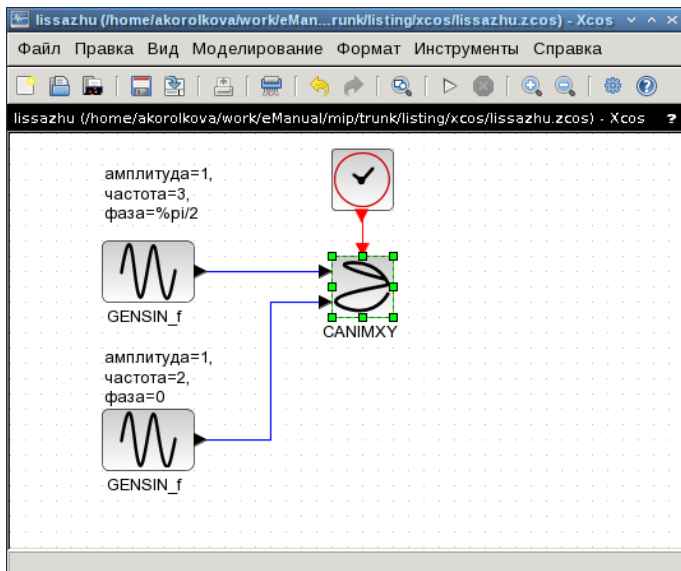 lissazhu (/home/akorolkova/work/eMan...runk/listing/xcos/lissazhu.zcos) - Xcos
Файл Правка Вид Моделирование Формат Инструменты Справка
lissazhu (/home/akorolkova/work/eManual/mip/trunk/listing/xcos/lissazhu.zcos) - Xcos ?
амплитуда=1,
частота=3,
фаза=%pi/2
GENSIN_f
CANIMXY
амплитуда=1,
частота=2,
фаза=0
GENSIN_f